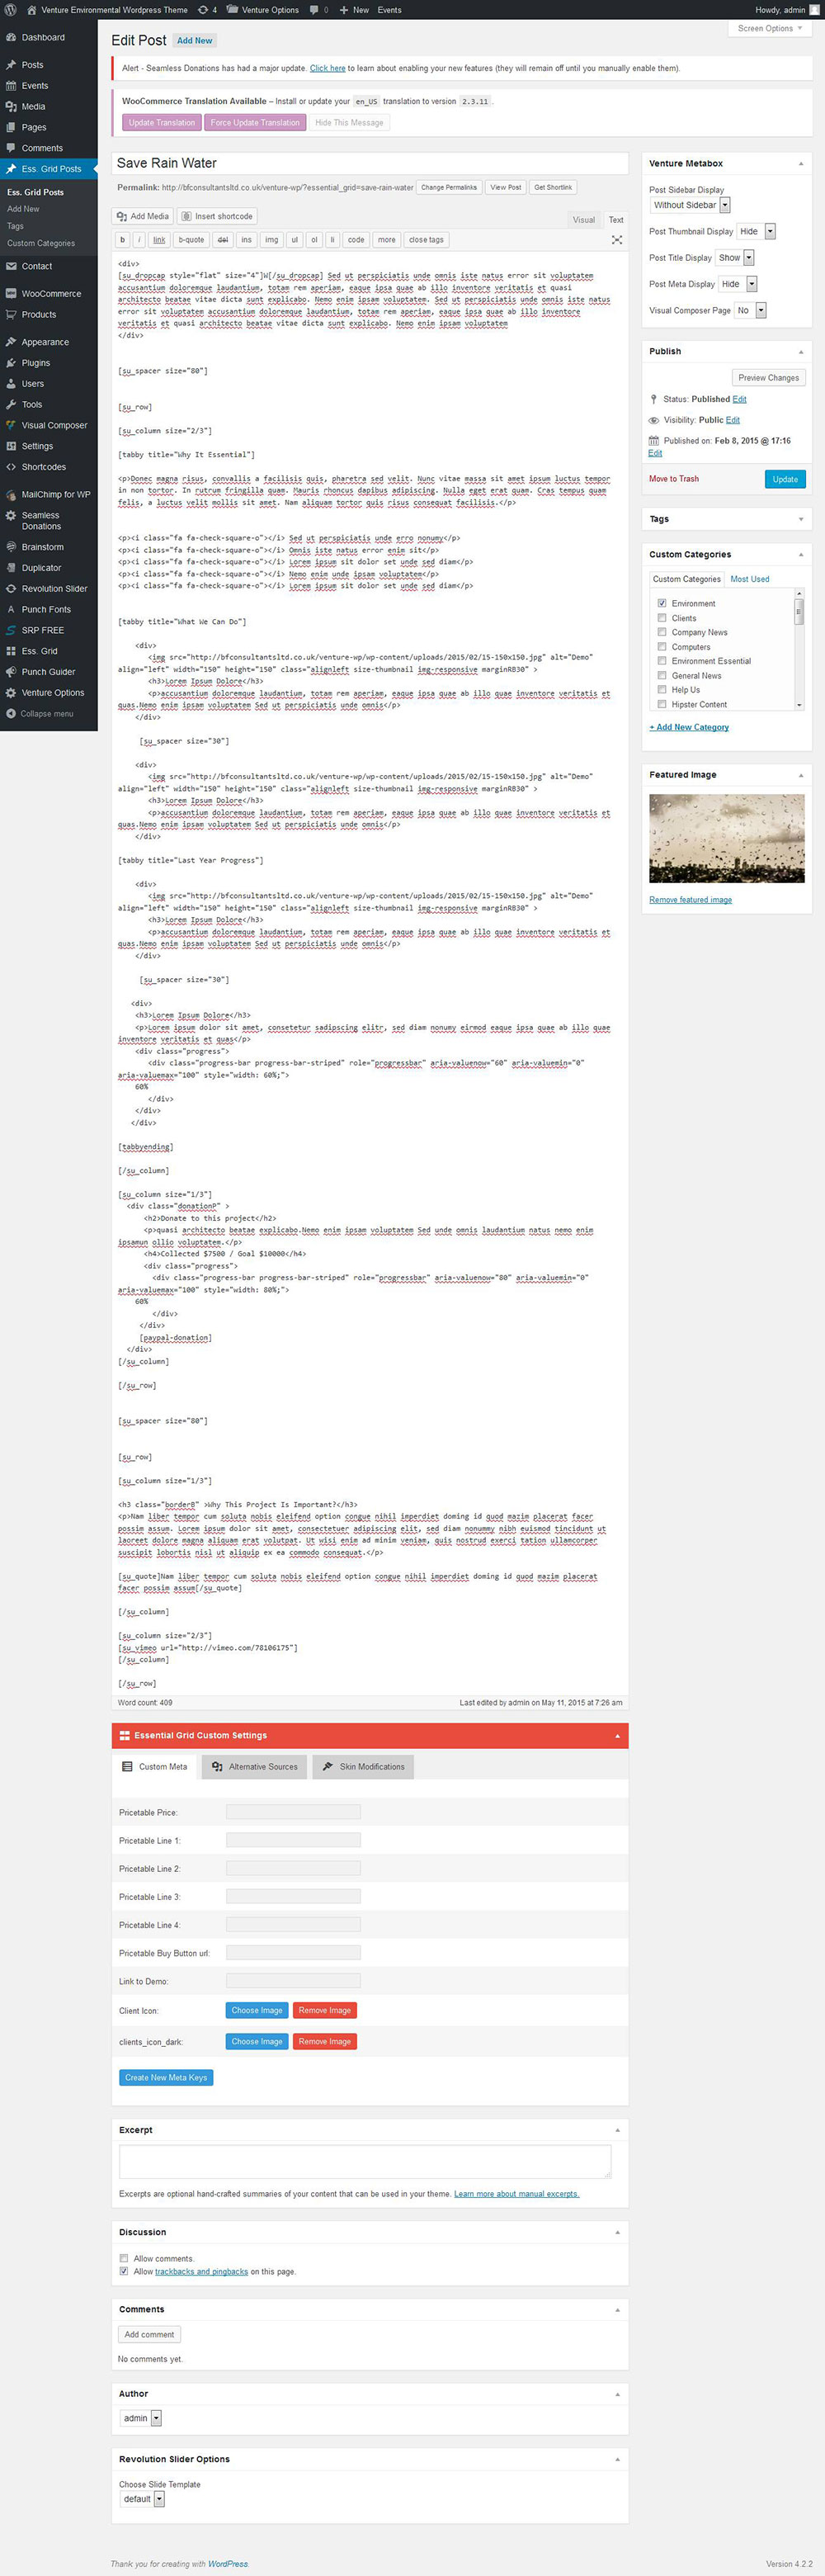 Venture Environmental Wordpress Theme 4 Venture Options 0 New Events Howdy, admin
Dashboard
Posts
Events
Media
Pages
Comments
Ess. Grid Posts
Ess. Grid Posts
Add New
Tags
Custom Categories
Contact
WooCommerce
Products
Appearance
Plugins
Users
Tools
Visual Composer
Settings
Shortcodes
MailChimp for WP
Seamless
Donations
Brainstorm
Duplicator
Revolution Slider
Punch Fonts
SRP FREE
Ess. Grid
Punch Guider
Venture Options
Collapse menu
Screen Options
Edit Post Add New
Alert - Seamless Donations has had a major update. Click here to learn about enabling your new features (they will remain off until you manually enable them).
WooCommerce Translation Available – Install or update your en_US translation to version 2.3.11 .
Update Translation Force Update Translation Hide This Message
Save Rain Water
Permalink: http://bfconsultantsltd.co.uk/venture-wp/?essential_grid=save-rain-water Change Permalinks View Post Get Shortlink
Add Media Insert shortcode Visual Text
b i link b-quote del ins img ul ol li code more close tags
<div>
[su_dropcap style="flat" size="4"]W[/su_dropcap] Sed ut perspiciatis unde omnis iste natus error sit voluptatem
accusantium doloremque laudantium, totam rem aperiam, eaque ipsa quae ab illo inventore veritatis et quasi
architecto beatae vitae dicta sunt explicabo. Nemo enim ipsam voluptatem. Sed ut perspiciatis unde omnis iste natus
error sit voluptatem accusantium doloremque laudantium, totam rem aperiam, eaque ipsa quae ab illo inventore
veritatis et quasi architecto beatae vitae dicta sunt explicabo. Nemo enim ipsam voluptatem
</div>
[su_spacer size="80"]
[su_row]
[su_column size="2/3"]
[tabby title="Why It Essential"]
<p>Donec magna risus, convallis a facilisis quis, pharetra sed velit. Nunc vitae massa sit amet ipsum luctus tempor
in non tortor. In rutrum fringilla quam. Mauris rhoncus dapibus adipiscing. Nulla eget erat quam. Cras tempus quam
felis, a luctus velit mollis sit amet. Nam aliquam tortor quis risus consequat facilisis.</p>
<p><i class="fa fa-check-square-o"></i> Sed ut perspiciatis unde erro nonumy</p>
<p><i class="fa fa-check-square-o"></i> Omnis iste natus error enim sit</p>
<p><i class="fa fa-check-square-o"></i> Lorem ipsum sit dolor set unde sed diam</p>
<p><i class="fa fa-check-square-o"></i> Nemo enim unde ipsam voluptatem</p>
<p><i class="fa fa-check-square-o"></i> Lorem ipsum sit dolor set unde sed diam</p>
[tabby title="What We Can Do"]
<div>
<img src="http://bfconsultantsltd.co.uk/venture-wp/wp-content/uploads/2015/02/15-150x150.jpg" alt="Demo"
align="left" width="150" height="150" class="alignleft size-thumbnail img-responsive marginRB30" >
<h3>Lorem Ipsum Dolore</h3>
<p>accusantium doloremque laudantium, totam rem aperiam, eaque ipsa quae ab illo quae inventore veritatis et
quas.Nemo enim ipsam voluptatem Sed ut perspiciatis unde omnis</p>
</div>
[su_spacer size="30"]
<div>
<img src="http://bfconsultantsltd.co.uk/venture-wp/wp-content/uploads/2015/02/15-150x150.jpg" alt="Demo"
align="left" width="150" height="150" class="alignleft size-thumbnail img-responsive marginRB30" >
<h3>Lorem Ipsum Dolore</h3>
<p>accusantium doloremque laudantium, totam rem aperiam, eaque ipsa quae ab illo quae inventore veritatis et
quas.Nemo enim ipsam voluptatem Sed ut perspiciatis unde omnis</p>
</div>
[tabby title="Last Year Progress"]
<div>
<img src="http://bfconsultantsltd.co.uk/venture-wp/wp-content/uploads/2015/02/15-150x150.jpg" alt="Demo"
align="left" width="150" height="150" class="alignleft size-thumbnail img-responsive marginRB30" >
<h3>Lorem Ipsum Dolore</h3>
<p>accusantium doloremque laudantium, totam rem aperiam, eaque ipsa quae ab illo quae inventore veritatis et
quas.Nemo enim ipsam voluptatem Sed ut perspiciatis unde omnis</p>
</div>
[su_spacer size="30"]
<div>
<h3>Lorem Ipsum Dolore</h3>
<p>Lorem ipsum dolor sit amet, consetetur sadipscing elitr, sed diam nonumy eirmod eaque ipsa quae ab illo quae
inventore veritatis et quas</p>
<div class="progress">
<div class="progress-bar progress-bar-striped" role="progressbar" aria-valuenow="60" aria-valuemin="0"
aria-valuemax="100" style="width: 60%;">
60%
</div>
</div>
</div>
[tabbyending]
[/su_column]
[su_column size="1/3"]
<div class="donationP" >
<h2>Donate to this project</h2>
<p>quasi architecto beatae explicabo.Nemo enim ipsam voluptatem Sed unde omnis laudantium natus nemo enim
ipsamun ollio voluptatem.</p>
<h4>Collected $7500 / Goal $10000</h4>
<div class="progress">
<div class="progress-bar progress-bar-striped" role="progressbar" aria-valuenow="80" aria-valuemin="0"
aria-valuemax="100" style="width: 80%;">
60%
</div>
</div>
[paypal-donation]
</div>
[/su_column]
[/su_row]
[su_spacer size="80"]
[su_row]
[su_column size="1/3"]
<h3 class="borderB" >Why This Project Is Important?</h3>
<p>Nam liber tempor cum soluta nobis eleifend option congue nihil imperdiet doming id quod mazim placerat facer
possim assum. Lorem ipsum dolor sit amet, consectetuer adipiscing elit, sed diam nonummy nibh euismod tincidunt ut
laoreet dolore magna aliquam erat volutpat. Ut wisi enim ad minim veniam, quis nostrud exerci tation ullamcorper
suscipit lobortis nisl ut aliquip ex ea commodo consequat.</p>
[su_quote]Nam liber tempor cum soluta nobis eleifend option congue nihil imperdiet doming id quod mazim placerat
facer possim assum[/su_quote]
[/su_column]
[su_column size="2/3"]
[su_vimeo url="http://vimeo.com/78106175"]
[/su_column]
[/su_row]
Word count: 409 Last edited by admin on May 11, 2015 at 7:26 am
Essential Grid Custom Settings
Custom Meta Alternative Sources Skin Modifications
Pricetable Price:
Pricetable Line 1:
Pricetable Line 2:
Pricetable Line 3:
Pricetable Line 4:
Pricetable Buy Button url:
Link to Demo:
Client Icon: Choose Image Remove Image
clients_icon_dark: Choose Image Remove Image
Create New Meta Keys
Excerpt
Excerpts are optional hand-crafted summaries of your content that can be used in your theme. Learn more about manual excerpts.
Discussion
Allow comments.
Allow trackbacks and pingbacks on this page.
Comments
Add comment
No comments yet.
Author
admin
Revolution Slider Options
Choose Slide Template
default
Venture Metabox
Post Sidebar Display
Without Sidebar
Post Thumbnail Display Hide
Post Title Display Show
Post Meta Display Hide
Visual Composer Page No
Publish
Preview Changes
Status: Published Edit
Visibility: Public Edit
Published on: Feb 8, 2015 @ 17:16
Edit
Move to Trash Update
Tags
Custom Categories
Custom Categories Most Used
Environment
Clients
Company News
Computers
Environment Essential
General News
Help Us
Hipster Content
+ Add New Category
Featured Image
Remove featured image
Thank you for creating with WordPress. Version 4.2.2